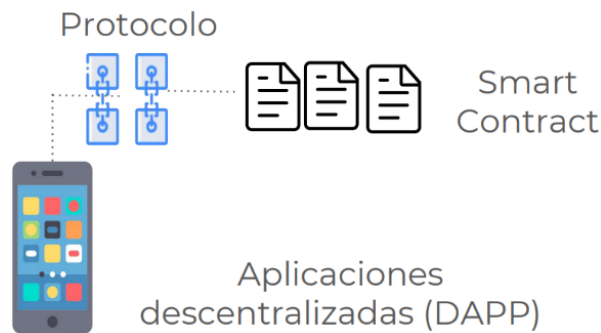 Protocolo
Smart
Contract
Aplicaciones
descentralizadas (DAPP)